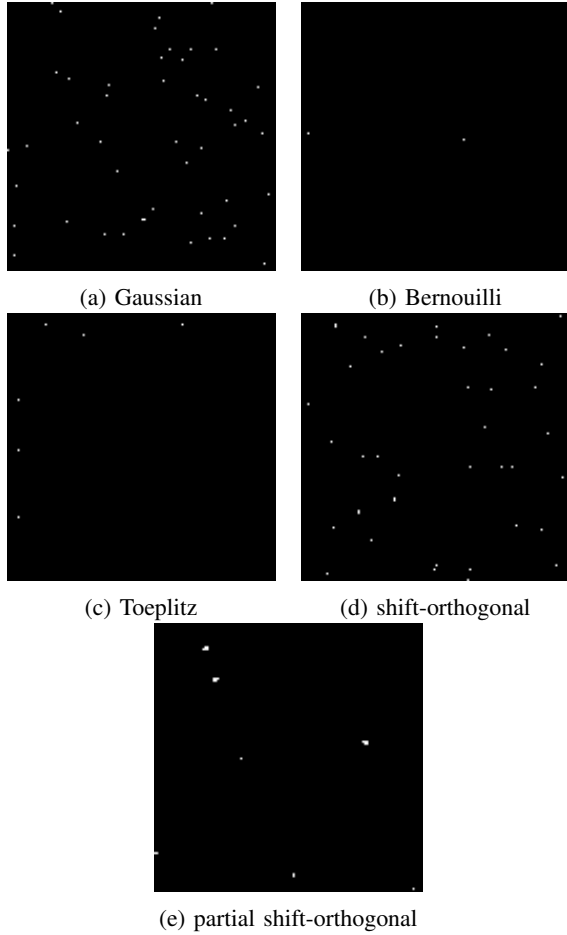 (a) Gaussian
(b) Bernouilli
(c) Toeplitz
(d) shift-orthogonal
(e) partial shift-orthogonal